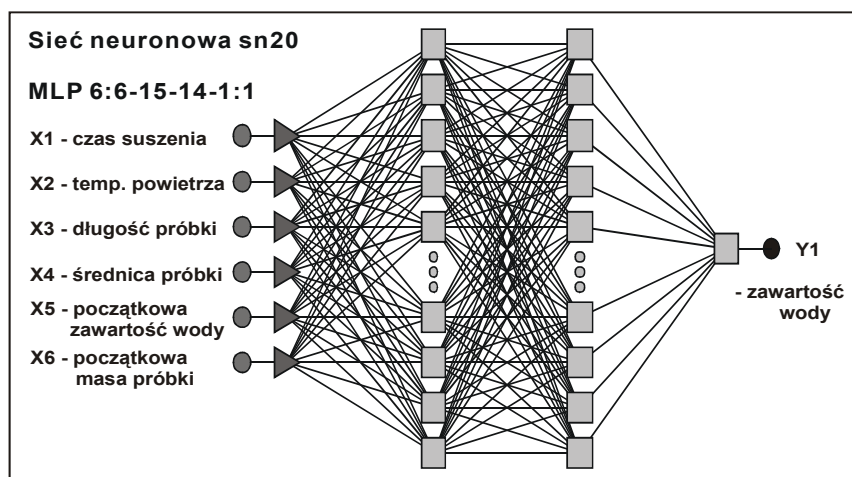 Sieć neuronowa sn20
MLP 6:6-15-14-1:1
X1 - czas suszenia
X2 - temp. powietrza
X3 - długość próbki
X4 - średnica próbki
X5 - początkowa
zawartość wody
X6 - początkowa
masa próbki
Y1
- zawartość
wody